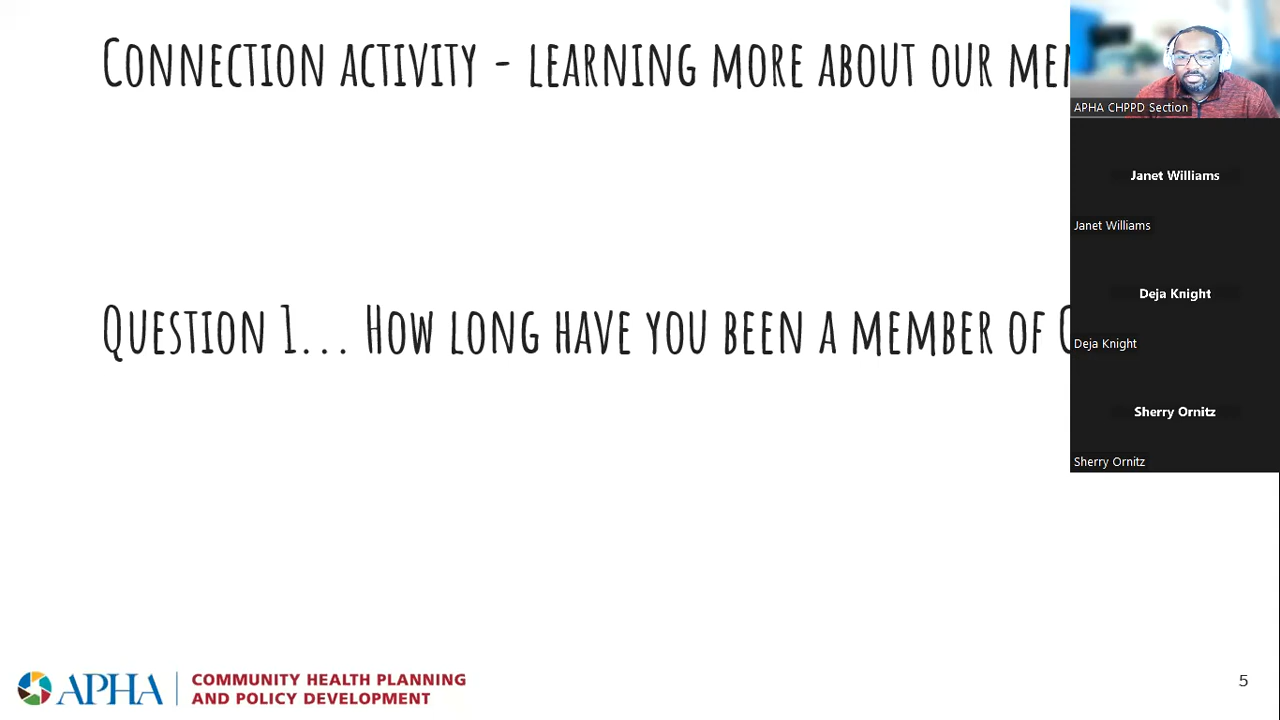 Connection activity - learning more about our
APHA CHPPD Section
Janet Williams
Janet Williams
Deja Knight
Question 1... How long have you been a member of
Deja Knight
Sherry Ornitz
Sherry Ornitz
APHA
COMMUNITY HEALTH PLANNING
AND POLICY DEVELOPMENT
5